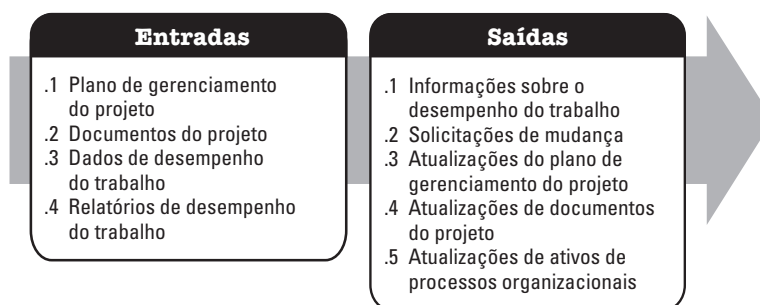 Entradas
.1 Plano de gerenciamento
do projeto
.2 Documentos do projeto
.3 Dados de desempenho
do trabalho
.4 Relatórios de desempenho
do trabalho
Saídas
.1 Informações sobre o
desempenho do trabalho
.2 Solicitações de mudança
.3 Atualizações do plano de
gerenciamento do projeto
.4 Atualizações de documentos
do projeto
.5 Atualizações de ativos de
processos organizacionais